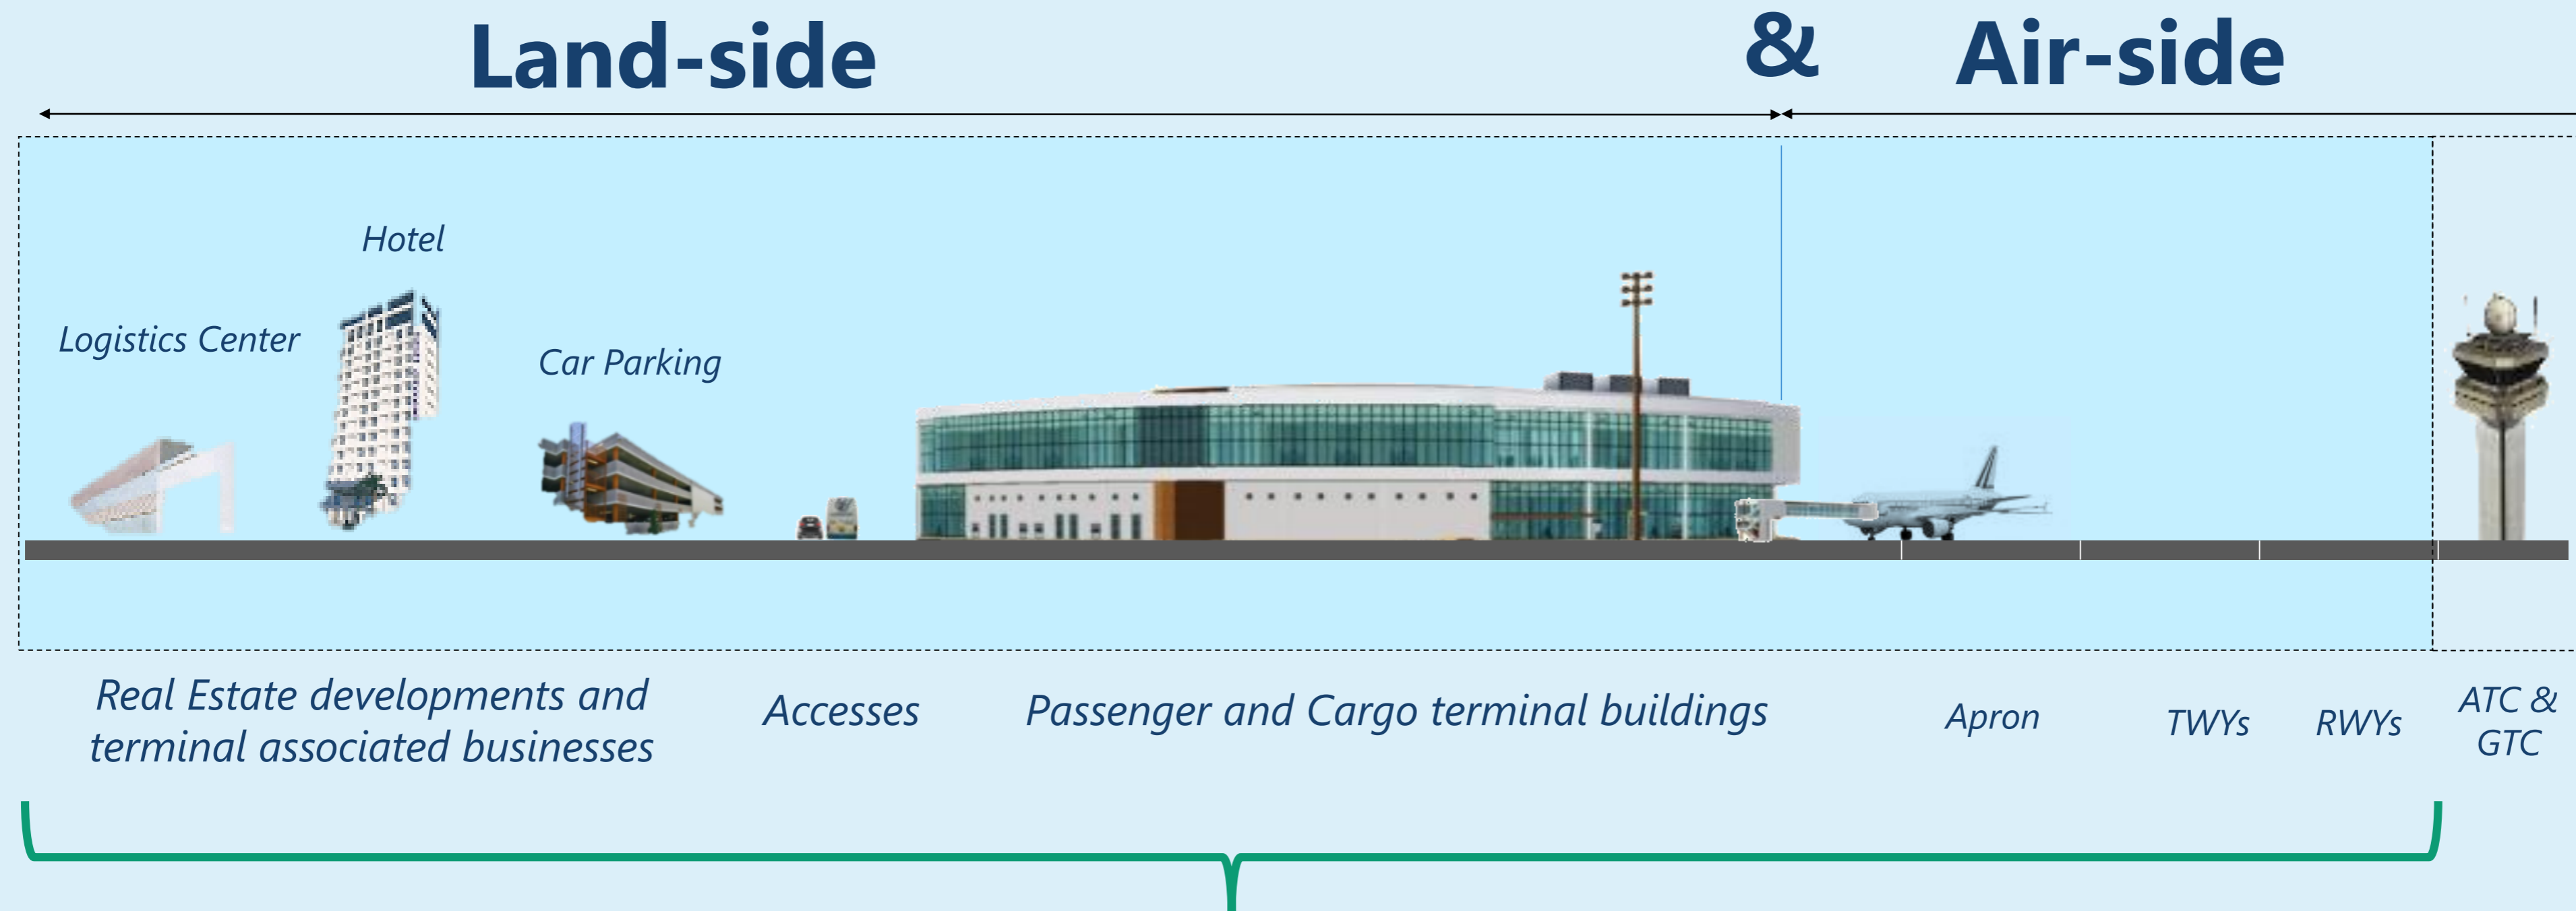 Land-side
&
Air-side
Hotel
Logistics Center
Car Parking
Real Estate developments and
terminal associated businesses
Accesses
Passenger and Cargo terminal buildings
Apron
TWYs
RWYs
ATC &
GTC